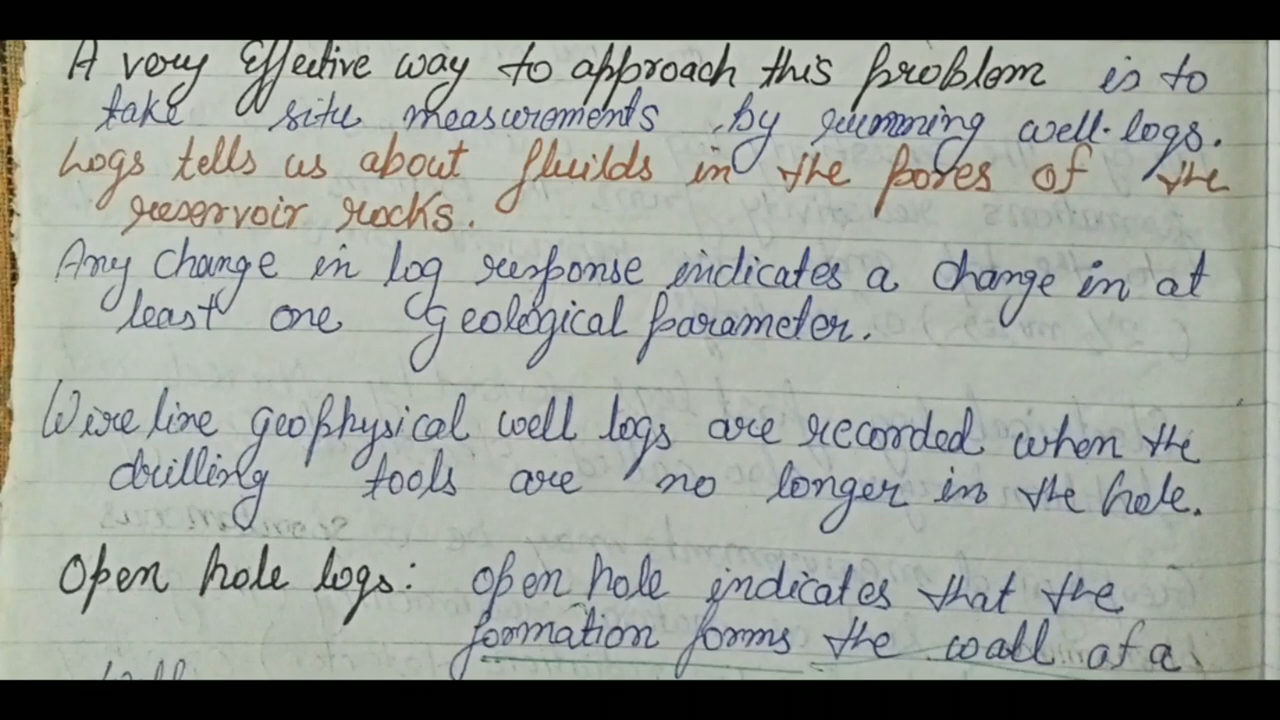 A very Effective way to approach this problem is to
take situ measurements by running well-logs.
Logs tells us about fluilds in the pores of the
reservoir rocks.
Any change in log response indicates a change in at
least one Geological parameter.
Wire line geophysical well logs are recorded when the
drilling tools are no longer in the hole.
Open hole logs: Open hole indicates that the
formation forms the wall of a